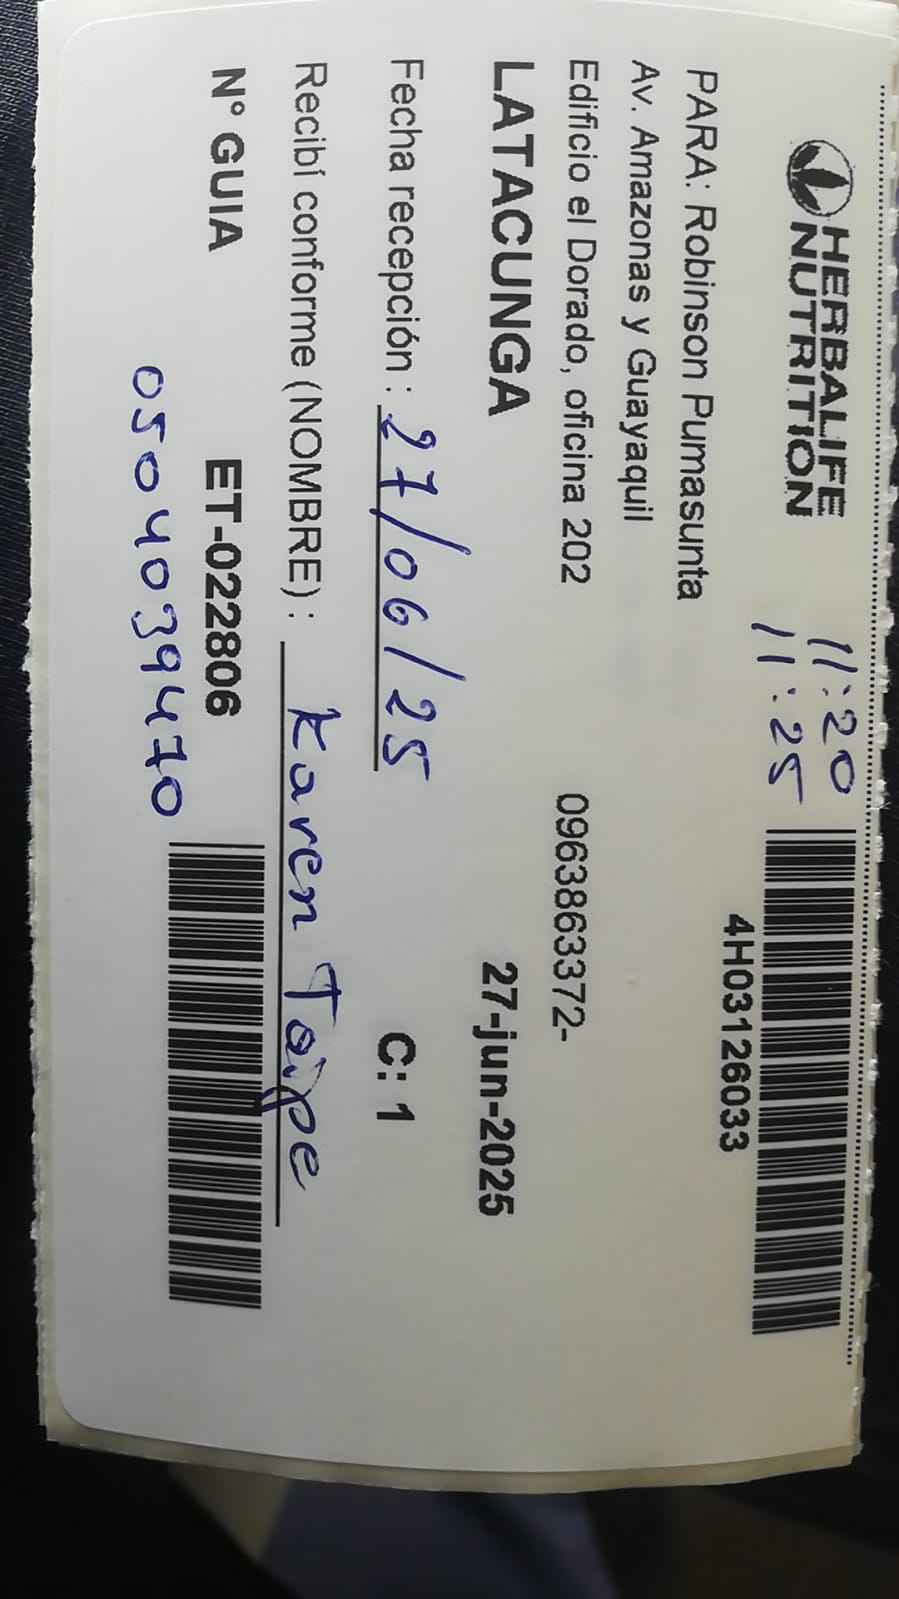 HERBALIFE
NUTRITION
11:20
11:25
4H03126033
PARA: Robinson Pumasunta
Av. Amazonas y Guayaquil
Edificio el Dorado, oficina 202
0963863372-
LATACUNGA
27-jun-2025
Fecha recepción : 27/06/25
C: 1
Recibí conforme (NOMBRE) : Karen Taipe
N° GUIA
ET-022806
0504039470